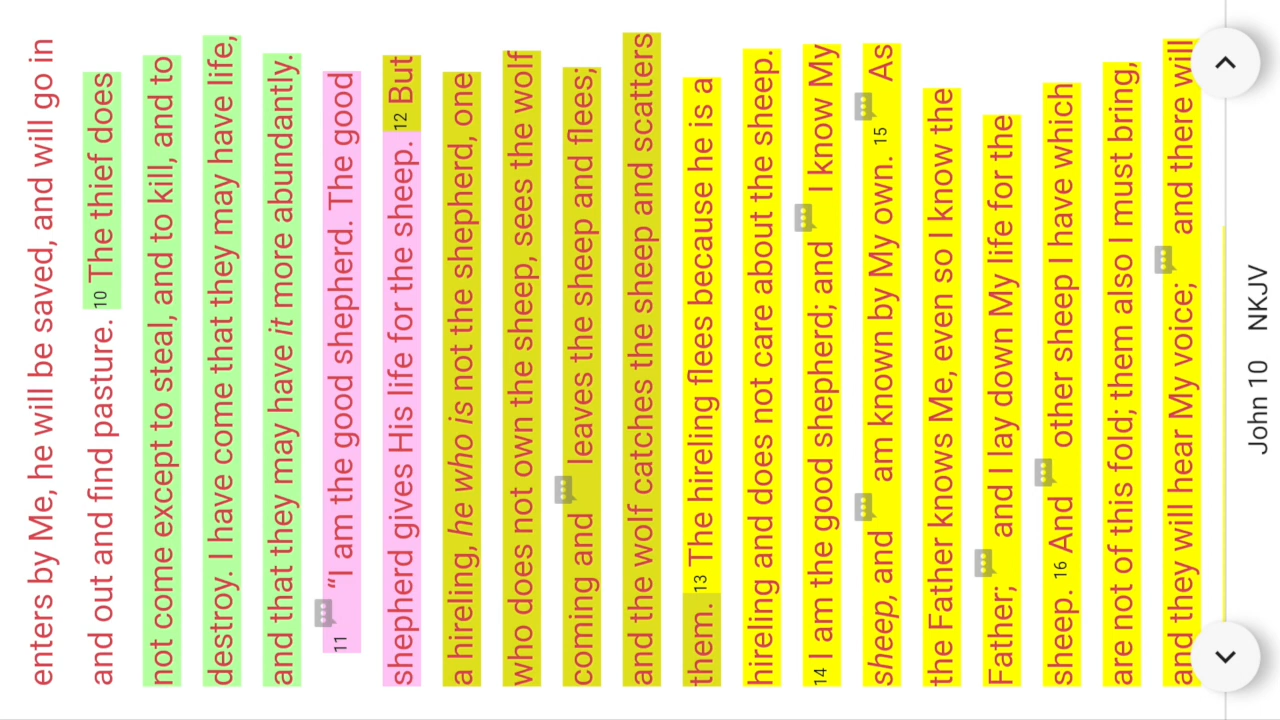 enters by Me, he will be saved, and will go in
and out and find pasture. 10 The thief does
not come except to steal, and to kill, and to
destroy. I have come that they may have life,
and that they may have it more abundantly.
11 “I am the good shepherd. The good
shepherd gives His life for the sheep. 12 But
a hireling, he who is not the shepherd, one
who does not own the sheep, sees the wolf
coming and leaves the sheep and flees;
and the wolf catches the sheep and scatters
them. 13 The hireling flees because he is a
hireling and does not care about the sheep.
14 I am the good shepherd; and I know My
sheep, and am known by My own. 15 As
the Father knows Me, even so I know the
Father; and I lay down My life for the
sheep. 16 And other sheep I have which
are not of this fold; them also I must bring,
and they will hear My voice; and there will
John 10 NKJV